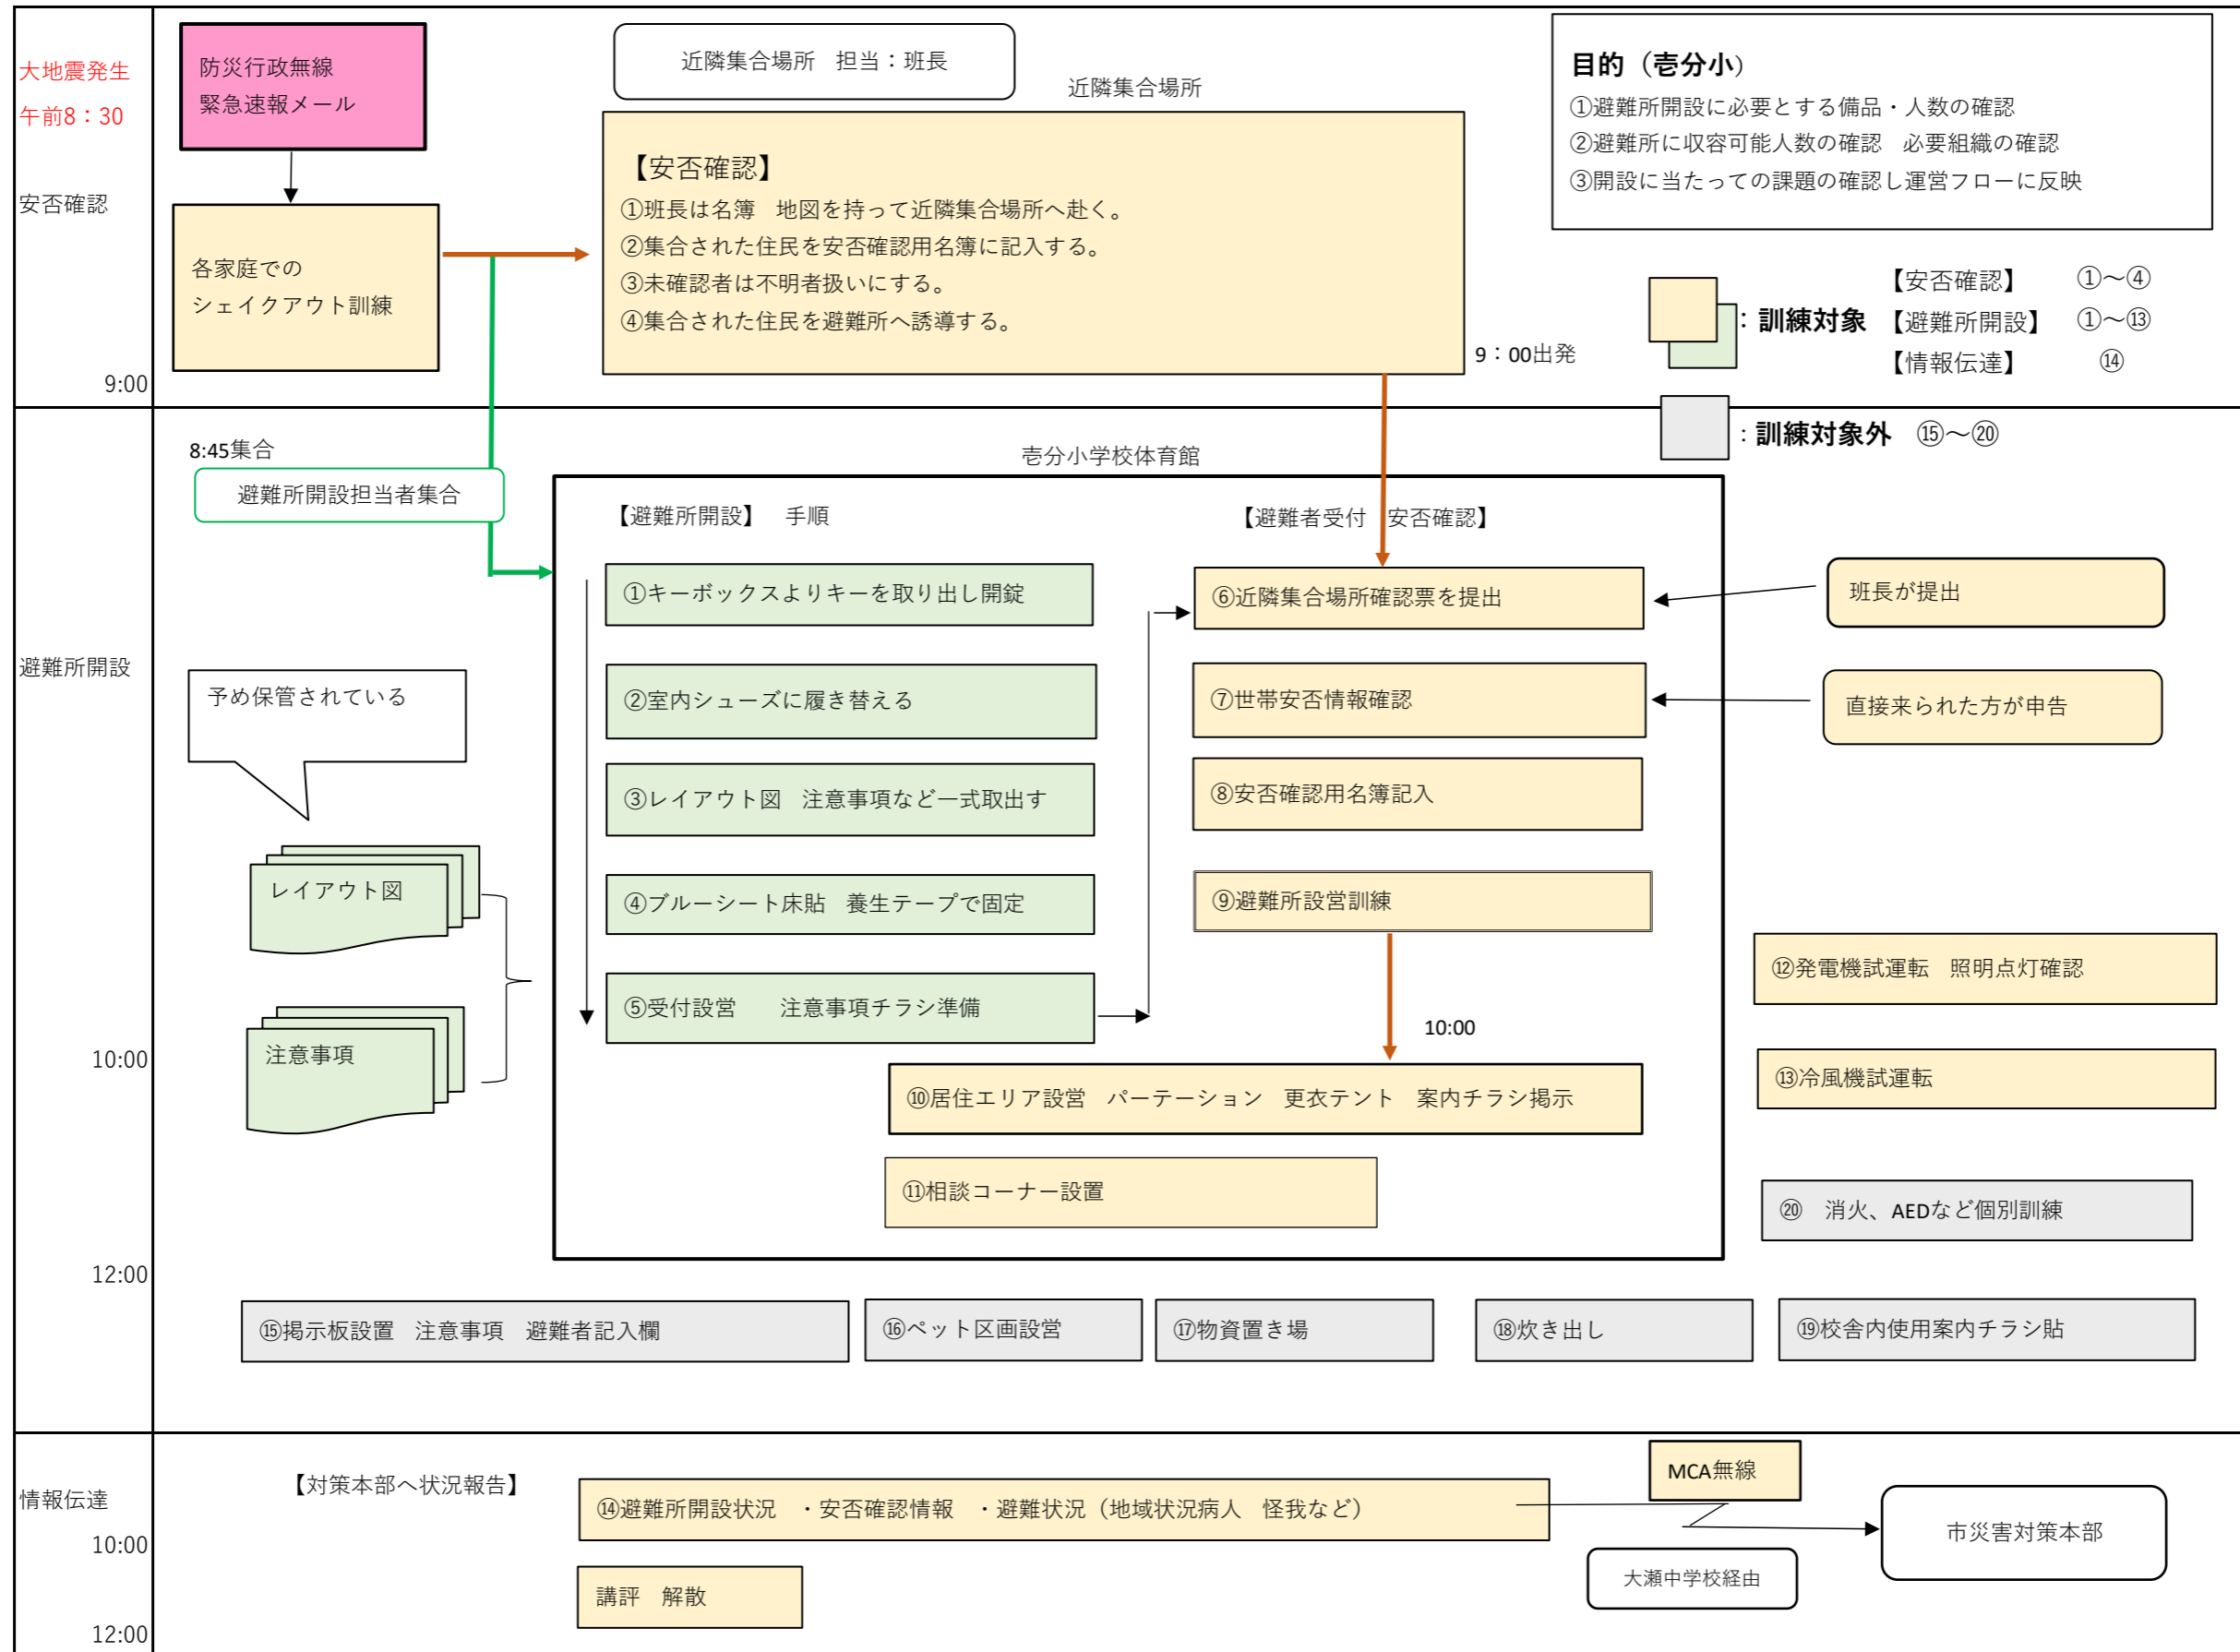 大地震発生
午前8：30
安否確認
9:00
防災行政無線
緊急速報メール
各家庭での
シェイクアウト訓練
近隣集合場所　担当：班長
近隣集合場所
【安否確認】
①班長は名簿　地図を持って近隣集合場所へ赴く。
②集合された住民を安否確認用名簿に記入する。
③未確認者は不明者扱いにする。
④集合された住民を避難所へ誘導する。
9：00出発
目的（壱分小）
①避難所開設に必要とする備品・人数の確認
②避難所に収容可能人数の確認　必要組織の確認
③開設に当たっての課題の確認し運営フローに反映
：訓練対象
【安否確認】　①～④
【避難所開設】　①～⑬
【情報伝達】　⑭
：訓練対象外　⑮～⑳
避難所開設
10:00
12:00
8:45集合
避難所開設担当者集合
予め保管されている
レイアウト図
注意事項
壱分小学校体育館
【避難所開設】　手順
①キーボックスよりキーを取り出し開錠
②室内シューズに履き替える
③レイアウト図　注意事項など一式取出す
④ブルーシート床貼　養生テープで固定
⑤受付設営　　注意事項チラシ準備
【避難者受付　安否確認】
⑥近隣集合場所確認票を提出
⑦世帯安否情報確認
⑧安否確認用名簿記入
⑨避難所設営訓練
10:00
⑩居住エリア設営　パーテーション　更衣テント　案内チラシ掲示
⑪相談コーナー設置
班長が提出
直接来られた方が申告
⑫発電機試運転　照明点灯確認
⑬冷風機試運転
⑳　消火、AEDなど個別訓練
⑮掲示板設置　注意事項　避難者記入欄
⑯ペット区画設営
⑰物資置き場
⑱炊き出し
⑲校舎内使用案内チラシ貼
情報伝達
10:00
12:00
【対策本部へ状況報告】
⑭避難所開設状況　・安否確認情報　・避難状況（地域状況病人　怪我など）
講評　解散
MCA無線
大瀬中学校経由
市災害対策本部